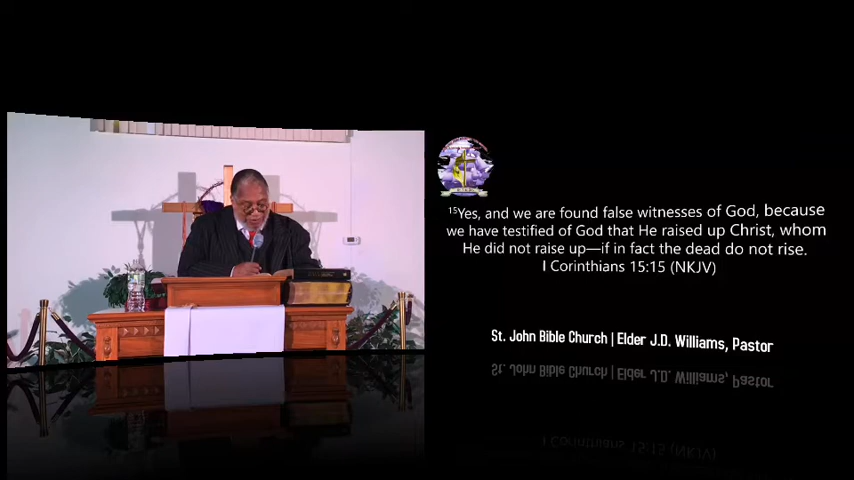 ¹⁵Yes, and we are found false witnesses of God, because
we have testified of God that He raised up Christ, whom
He did not raise up—if in fact the dead do not rise.
I Corinthians 15:15 (NKJV)
St. John Bible Church | Elder J.D. Williams, Pastor